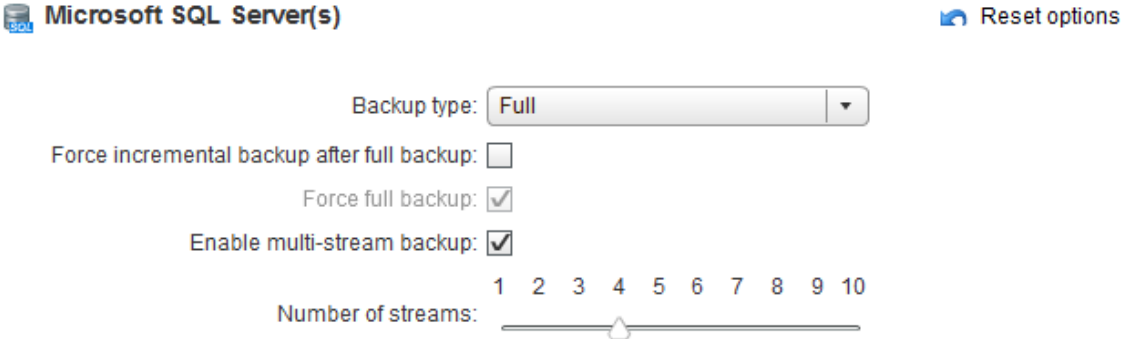 Microsoft SQL Server(s)
Reset options
Backup type: Full
Force incremental backup after full backup:
Force full backup:
Enable multi-stream backup:
1 2 3 4 5 6 7 8 9 10
Number of streams:
SQL